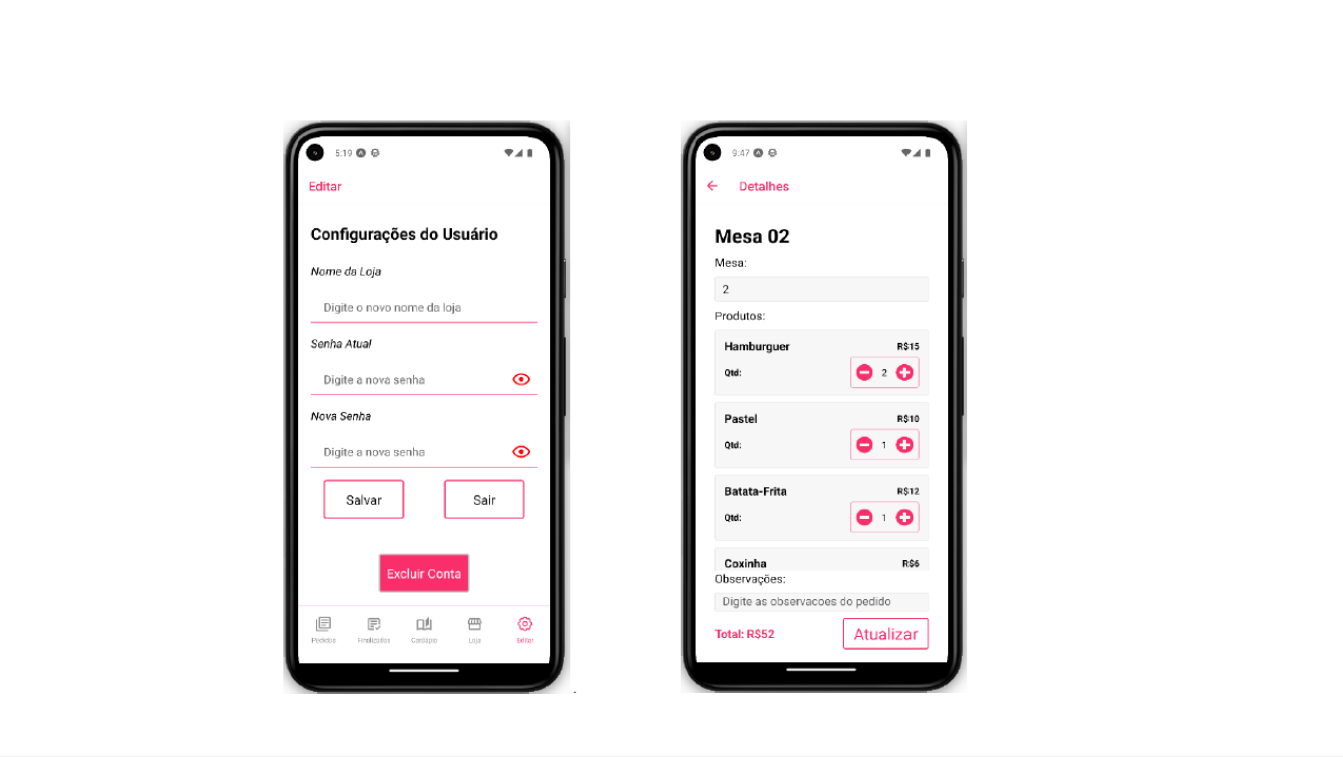 5:19
Editar
Configurações do Usuário
Nome da Loja
Digite o novo nome da loja
Senha Atual
Digite a nova senha
Nova Senha
Digite a nova senha
Salvar Sair
Excluir Conta
Pedidos Finalizados Cardápio Loja Editar
9:47
Detalhes
Mesa 02
Mesa:
2
Produtos:
Hamburguer R$15
Qtd: 2
Pastel R$10
Qtd: 1
Batata-Frita R$12
Qtd: 1
Coxinha R$6
Observações:
Digite as observacoes do pedido
Total: R$52 Atualizar